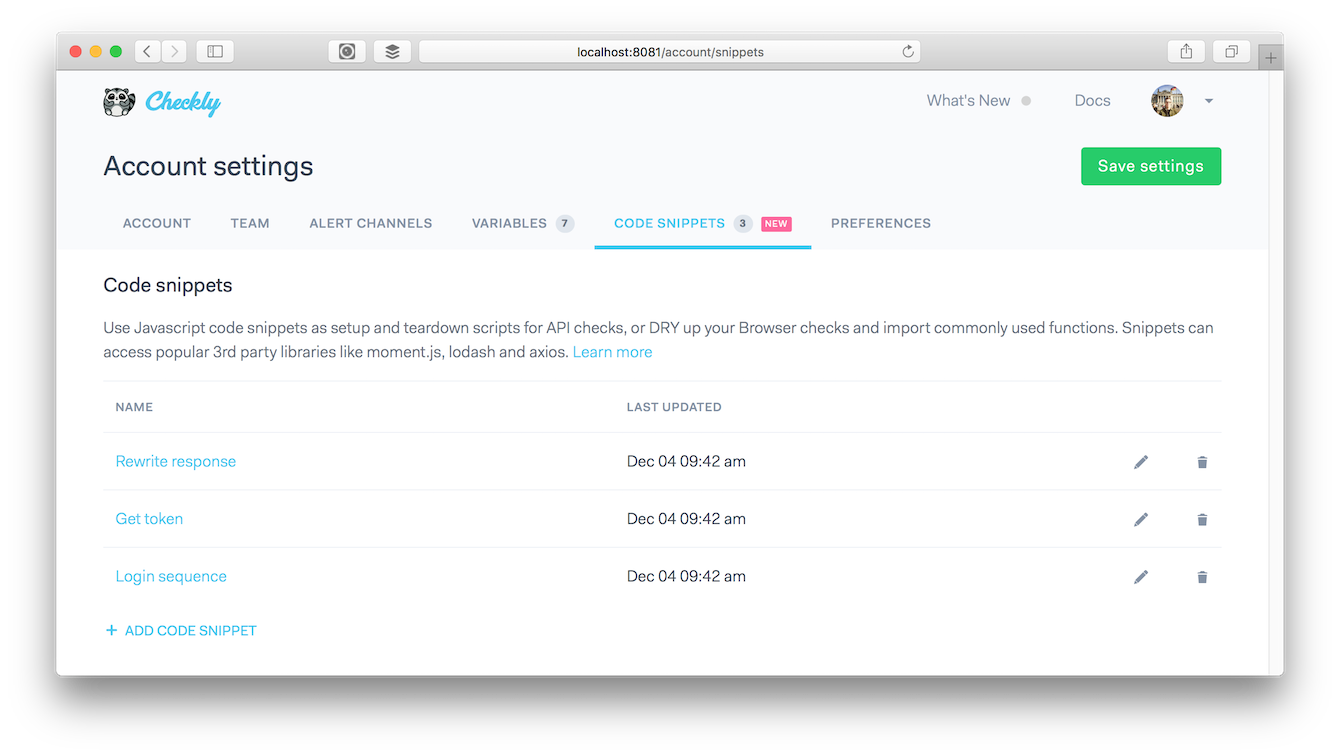 localhost:8081/account/snippets
Checkly
What's New
Docs
Account settings
Save settings
ACCOUNT
TEAM
ALERT CHANNELS
VARIABLES 7
CODE SNIPPETS 3 NEW
PREFERENCES
Code snippets
Use Javascript code snippets as setup and teardown scripts for API checks, or DRY up your Browser checks and import commonly used functions. Snippets can
access popular 3rd party libraries like moment.js, lodash and axios. Learn more
NAME LAST UPDATED
Rewrite response Dec 04 09:42 am
Get token Dec 04 09:42 am
Login sequence Dec 04 09:42 am
+ ADD CODE SNIPPET